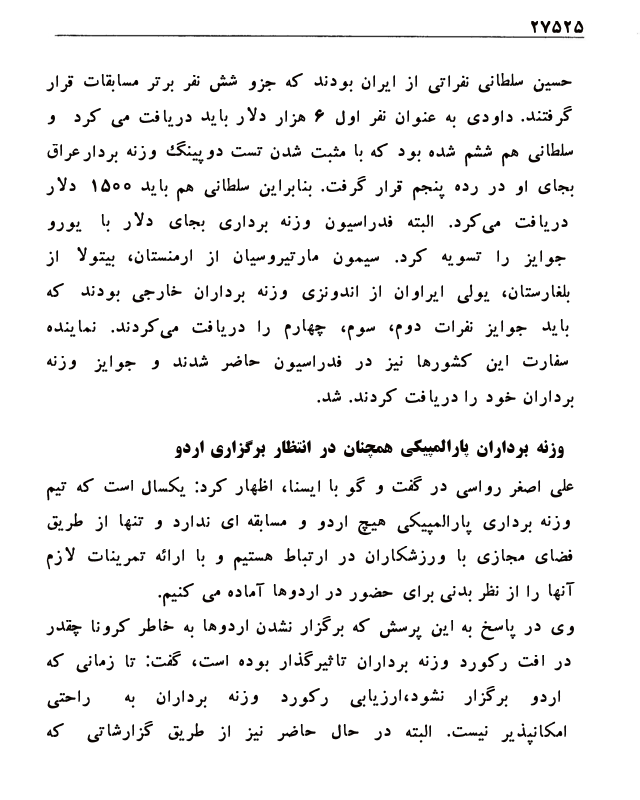 ۲۷۵۲۵
حسین سلطانی نفراتی از ایران بودند که جزو شش نفر برتر مسابقات قرار
گرفتند. داودی به عنوان نفر اول ۶ هزار دلار باید دریافت می کرد و
سلطانی هم ششم شده بود که با مثبت شدن تست دوپینگ وزنه بردار عراق
بجای او در رده پنجم قرار گرفت. بنابراین سلطانی هم باید ۱۵۰۰ دلار
دریافت می‌کرد. البته فدراسیون وزنه برداری بجای دلار با یورو
جوایز را تسویه کرد. سیمون مارتیروسیان از ارمنستان، بیتولا از
بلغارستان، یولی ایراوان از اندونزی وزنه برداران خارجی بودند که
باید جوایز نفرات دوم، سوم، چهارم را دریافت می‌کردند. نماینده
سفارت این کشورها نیز در فدراسیون حاضر شدند و جوایز وزنه
برداران خود را دریافت کردند. شد.
وزنه برداران پارالمپیکی همچنان در انتظار برگزاری اردو
علی اصغر رواسی در گفت و گو با ایسنا، اظهار کرد: یکسال است که تیم
وزنه برداری پارالمپیکی هیچ اردو و مسابقه ای ندارد و تنها از طریق
فضای مجازی با ورزشکاران در ارتباط هستیم و با ارائه تمرینات لازم
آنها را از نظر بدنی برای حضور در اردوها آماده می کنیم.
وی در پاسخ به این پرسش که برگزار نشدن اردوها به خاطر کرونا چقدر
در افت رکورد وزنه برداران تاثیرگذار بوده است، گفت: تا زمانی که
اردو برگزار نشود،ارزیابی رکورد وزنه برداران به راحتی
امکانپذیر نیست. البته در حال حاضر نیز از طریق گزارشاتی که